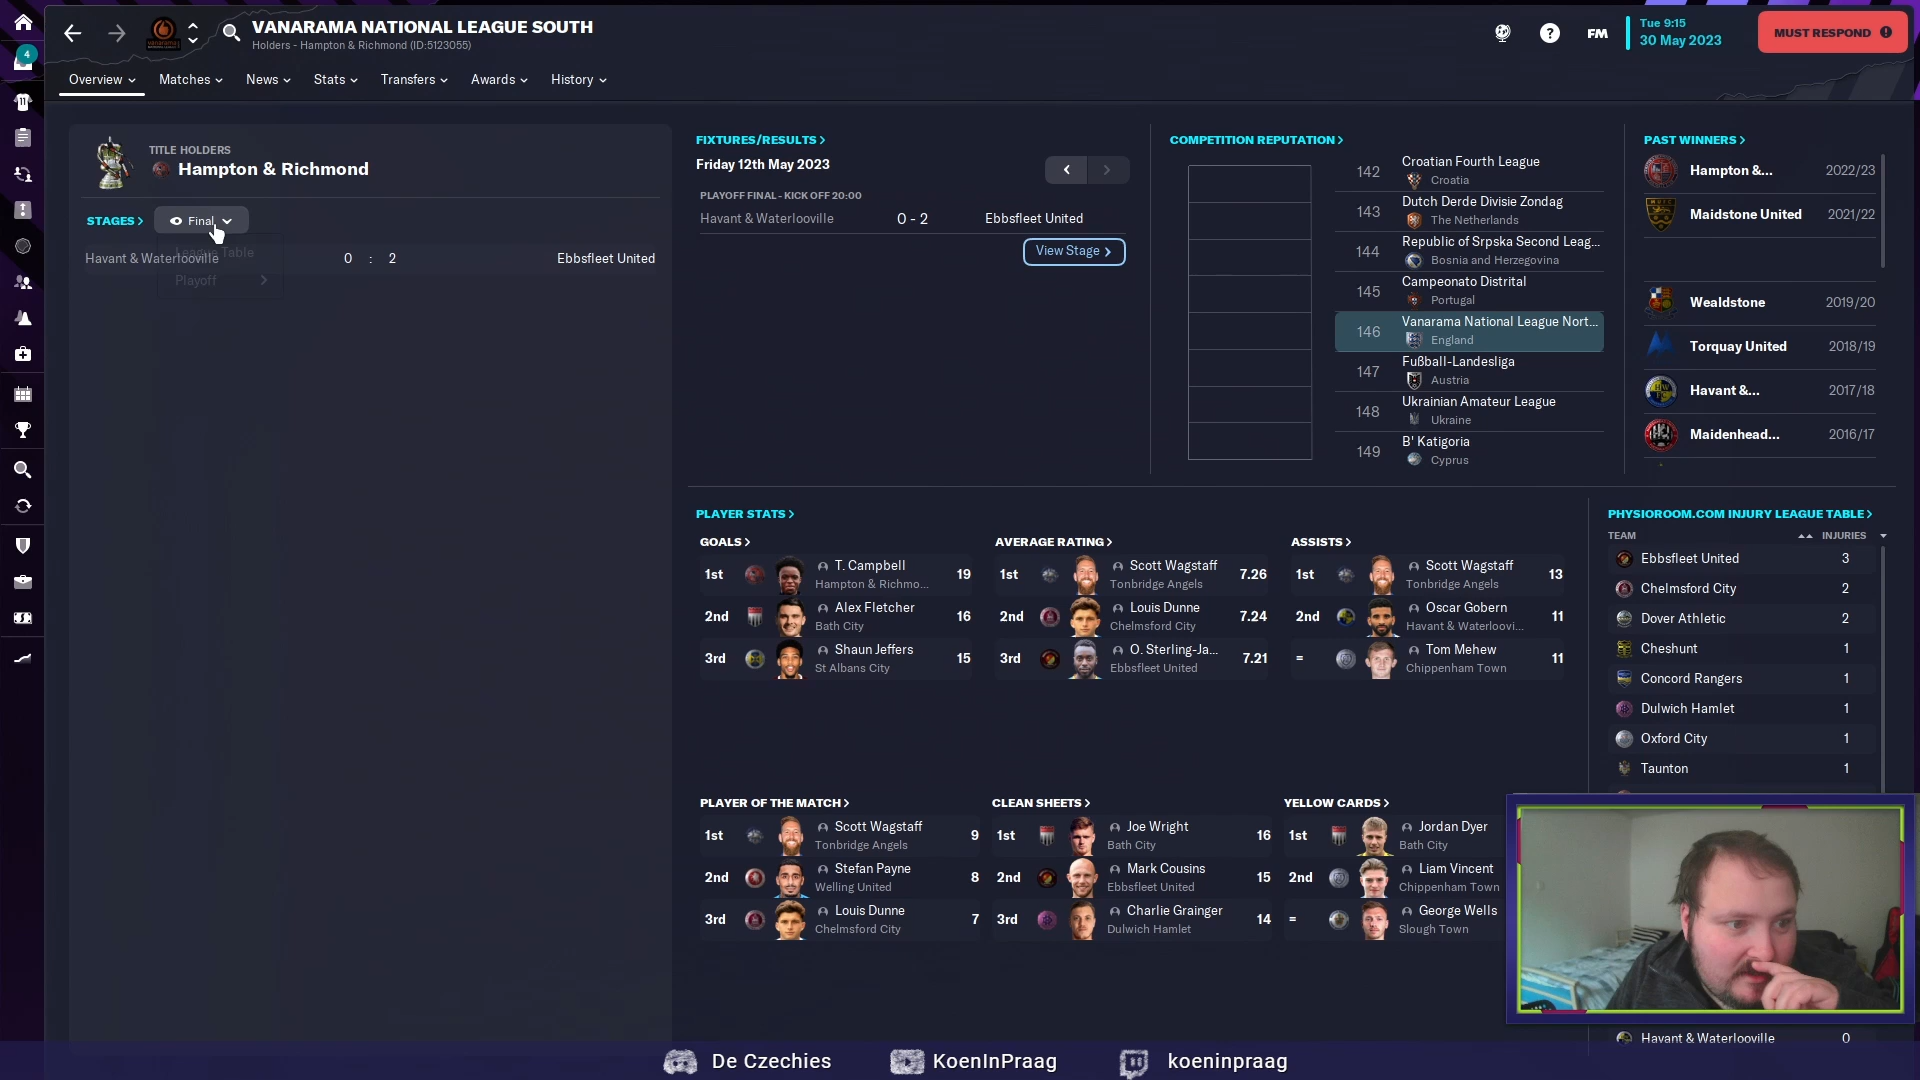 VANARAMA NATIONAL LEAGUE SOUTH
Holders - Hampton & Richmond (ID:5123055)
FM
Tue 9:15
30 May 2023
MUST RESPOND
4
Overview
Matches
News
Stats
Transfers
Awards
History
TITLE HOLDERS
Hampton & Richmond
STAGES
Final
League Table
Havant & Waterlooville 0 : 2 Ebbsfleet United
Playoff
FIXTURES/RESULTS
Friday 12th May 2023
PLAYOFF FINAL - KICK OFF 20:00
Havant & Waterlooville 0 - 2 Ebbsfleet United
View Stage
COMPETITION REPUTATION
142 Croatian Fourth League
Croatia
143 Dutch Derde Divisie Zondag
The Netherlands
144 Republic of Srpska Second Leag...
Bosnia and Herzegovina
145 Campeonato Distrital
Portugal
146 Vanarama National League Nort...
England
147 Fußball-Landesliga
Austria
148 Ukrainian Amateur League
Ukraine
149 B' Katigoria
Cyprus
PAST WINNERS
Hampton &... 2022/23
Maidstone United 2021/22
Wealdstone 2019/20
Torquay United 2018/19
Havant &... 2017/18
Maidenhead... 2016/17
PLAYER STATS
GOALS
1st T. Campbell 19
Hampton & Richmo...
2nd Alex Fletcher 16
Bath City
3rd Shaun Jeffers 15
St Albans City
AVERAGE RATING
1st Scott Wagstaff 7.26
Tonbridge Angels
2nd Louis Dunne 7.24
Chelmsford City
3rd O. Sterling-Ja... 7.21
Ebbsfleet United
ASSISTS
1st Scott Wagstaff 13
Tonbridge Angels
2nd Oscar Gobern 11
Havant & Waterloovi...
= Tom Mehew 11
Chippenham Town
PLAYER OF THE MATCH
1st Scott Wagstaff 9
Tonbridge Angels
2nd Stefan Payne 8
Welling United
3rd Louis Dunne 7
Chelmsford City
CLEAN SHEETS
1st Joe Wright 16
Bath City
2nd Mark Cousins 15
Ebbsfleet United
3rd Charlie Grainger 14
Dulwich Hamlet
YELLOW CARDS
1st Jordan Dyer
Bath City
2nd Liam Vincent
Chippenham Town
= George Wells
Slough Town
PHYSIOROOM.COM INJURY LEAGUE TABLE
TEAM INJURIES
Ebbsfleet United 3
Chelmsford City 2
Dover Athletic 2
Cheshunt 1
Concord Rangers 1
Dulwich Hamlet 1
Oxford City 1
Taunton 1
Havant & Waterlooville 0
De Czechies
KoenInPraag
koeninpraag